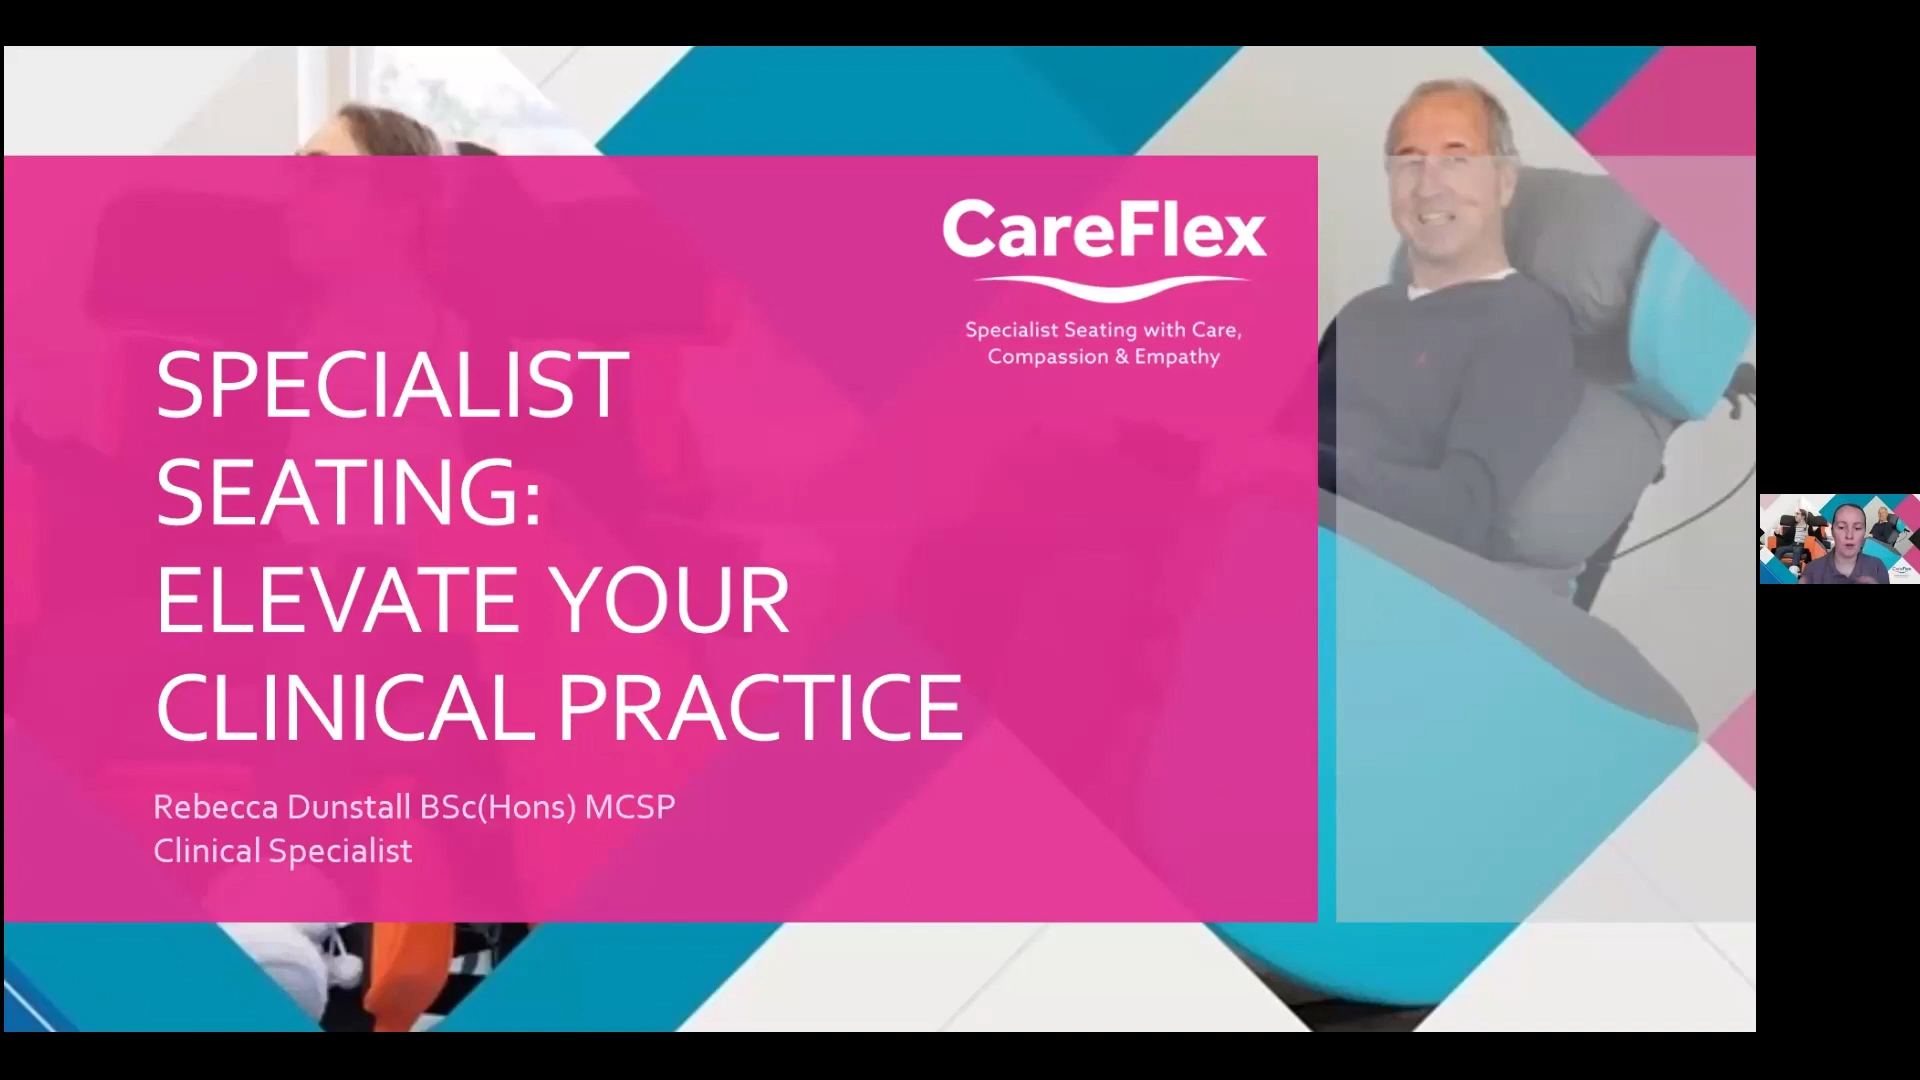 CareFlex
Specialist Seating with Care,
Compassion & Empathy
SPECIALIST
SEATING:
ELEVATE YOUR
CLINICAL PRACTICE
Rebecca Dunstall BSc(Hons) MCSP
Clinical Specialist
CareFlex